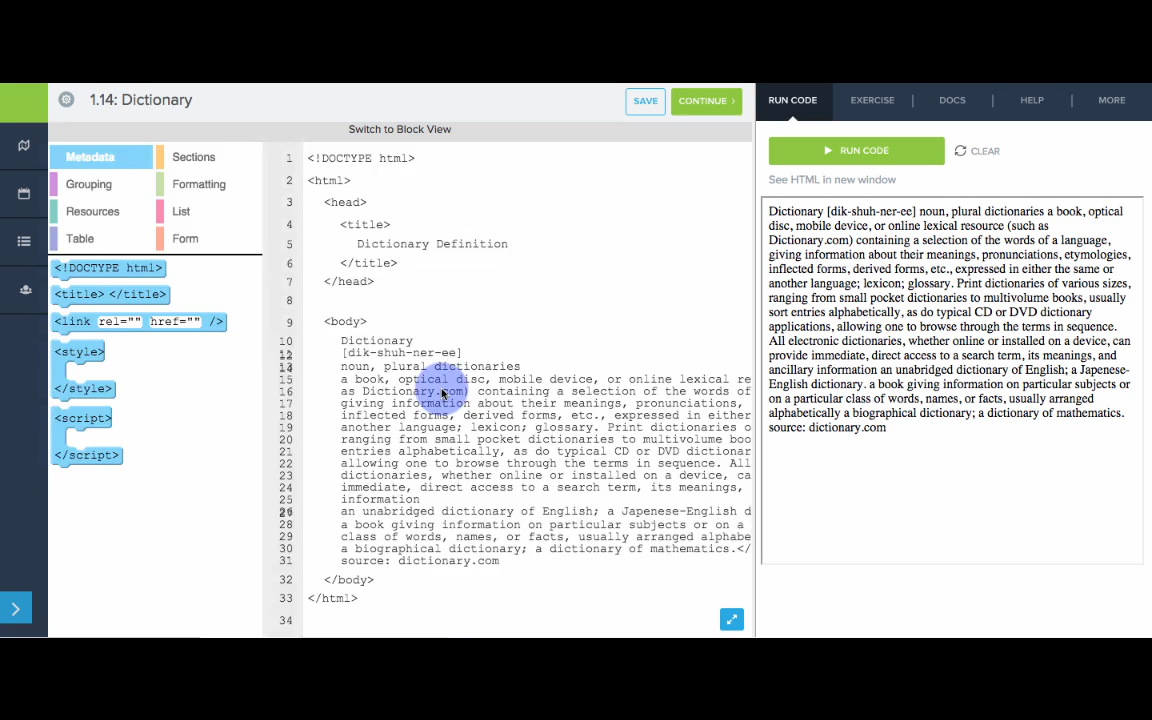 1.14: Dictionary
SAVE
CONTINUE ›
RUN CODE
EXERCISE
DOCS
HELP
MORE
Switch to Block View
Metadata
Sections
Grouping
Formatting
Resources
List
Table
Form
<!DOCTYPE html>
<title> </title>
<link rel="" href="" />
<style>
</style>
<script>
</script>
1 <!DOCTYPE html>
2 <html>
3 <head>
4 <title>
5 Dictionary Definition
6 </title>
7 </head>
8
9 <body>
10 Dictionary
12 [dik-shuh-ner-ee]
14 noun, plural dictionaries
15 a book, optical disc, mobile device, or online lexical re
16 as Dictionary.com) containing a selection of the words of
17 giving information about their meanings, pronunciations,
18 inflected forms, derived forms, etc., expressed in either
19 another language; lexicon; glossary. Print dictionaries o
20 ranging from small pocket dictionaries to multivolume boo
21 entries alphabetically, as do typical CD or DVD dictionar
22 allowing one to browse through the terms in sequence. All
23 dictionaries, whether online or installed on a device, ca
24 immediate, direct access to a search term, its meanings,
25 information
an unabridged dictionary of English; a Japenese-English d
28 a book giving information on particular subjects or on a
29 class of words, names, or facts, usually arranged alphabe
30 a biographical dictionary; a dictionary of mathematics.</
31 source: dictionary.com
32 </body>
33 </html>
34
RUN CODE
CLEAR
See HTML in new window
Dictionary [dik-shuh-ner-ee] noun, plural dictionaries a book, optical
disc, mobile device, or online lexical resource (such as
Dictionary.com) containing a selection of the words of a language,
giving information about their meanings, pronunciations, etymologies,
inflected forms, derived forms, etc., expressed in either the same or
another language; lexicon; glossary. Print dictionaries of various sizes,
ranging from small pocket dictionaries to multivolume books, usually
sort entries alphabetically, as do typical CD or DVD dictionary
applications, allowing one to browse through the terms in sequence.
All electronic dictionaries, whether online or installed on a device, can
provide immediate, direct access to a search term, its meanings, and
ancillary information an unabridged dictionary of English; a Japenese-
English dictionary. a book giving information on particular subjects or
on a particular class of words, names, or facts, usually arranged
alphabetically a biographical dictionary; a dictionary of mathematics.
source: dictionary.com